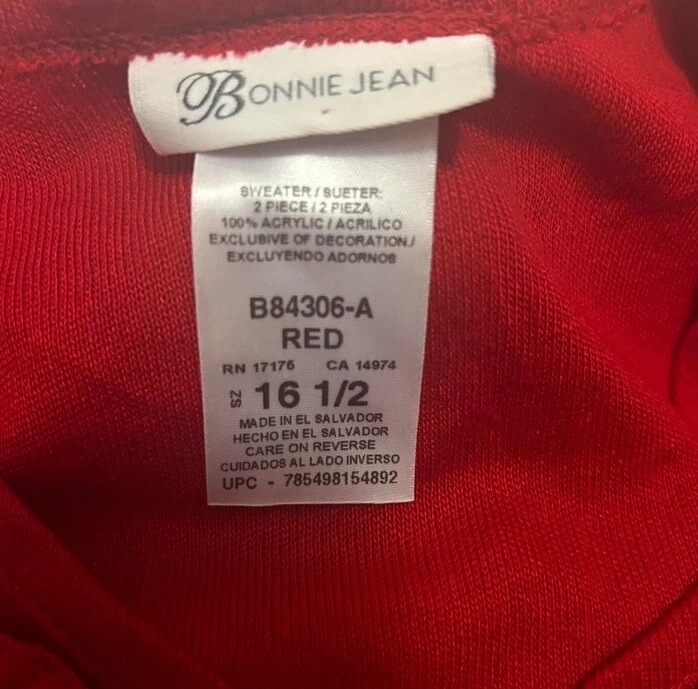 BONNIE JEAN
SWEATER / SUETER:
2 PIECE / 2 PIEZA
100% ACRYLIC / ACRILICO
EXCLUSIVE OF DECORATION /
EXCLUYENDO ADORNOS
B84306-A
RED
RN 17175 CA 14974
SZ 16 1/2
MADE IN EL SALVADOR
HECHO EN EL SALVADOR
CARE ON REVERSE
CUIDADOS AL LADO INVERSO
UPC - 785498154892